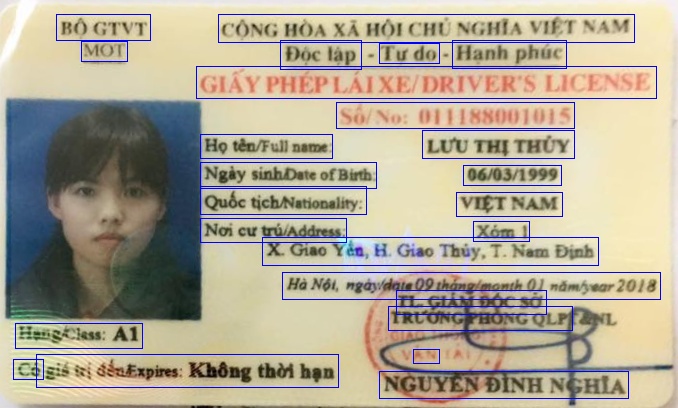 BỘ GTVT
MOT
CỘNG HÒA XÃ HỘI CHỦ NGHĨA VIỆT NAM
Độc lập - Tự do - Hạnh phúc
GIẤY PHÉP LÁI XE/DRIVER'S LICENSE
Số/No: 011188001015
Họ tên/Full name: LƯU THỊ THỦY
Ngày sinh/Date of Birth: 06/03/1999
Quốc tịch/Nationality: VIỆT NAM
Nơi cư trú/Address: Xóm 1
X. Giao Yến, H. Giao Thủy, T. Nam Định
Hà Nội, ngày/date 09 tháng/month 01 năm/year 2018
TL. GIÁM ĐỐC SỞ
TRƯỞNG PHÒNG QLPT&NL
GIAO THÔNG
VẬN TẢI
NGUYỄN ĐÌNH NGHĨA
Hạng/Class: A1
Có giá trị đến/Expires: Không thời hạn